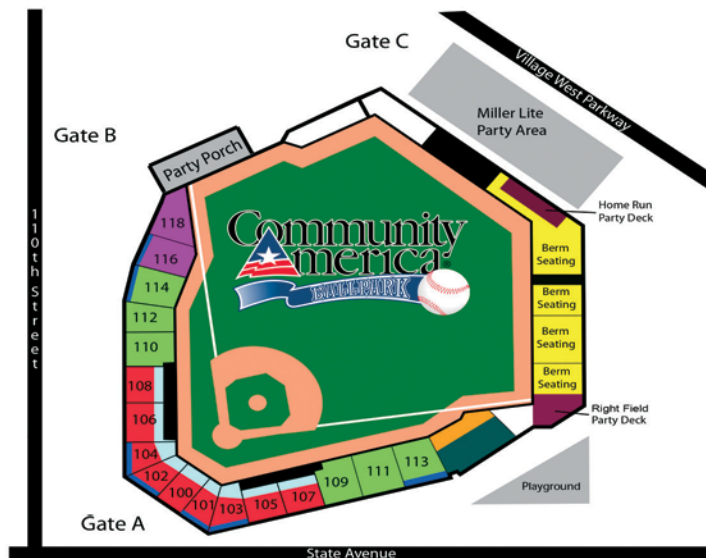 Gate C
Village West Parkway
Miller Lite
Party Area
Gate B
Party Porch
Home Run
Party Deck
110th Street
118
116
114
112
110
108
106
104
102
100
101
103
105
107
109
111
113
Community
America
BALLPARK
Berm
Seating
Berm
Seating
Berm
Seating
Berm
Seating
Right Field
Party Deck
Playground
Gate A
State Avenue